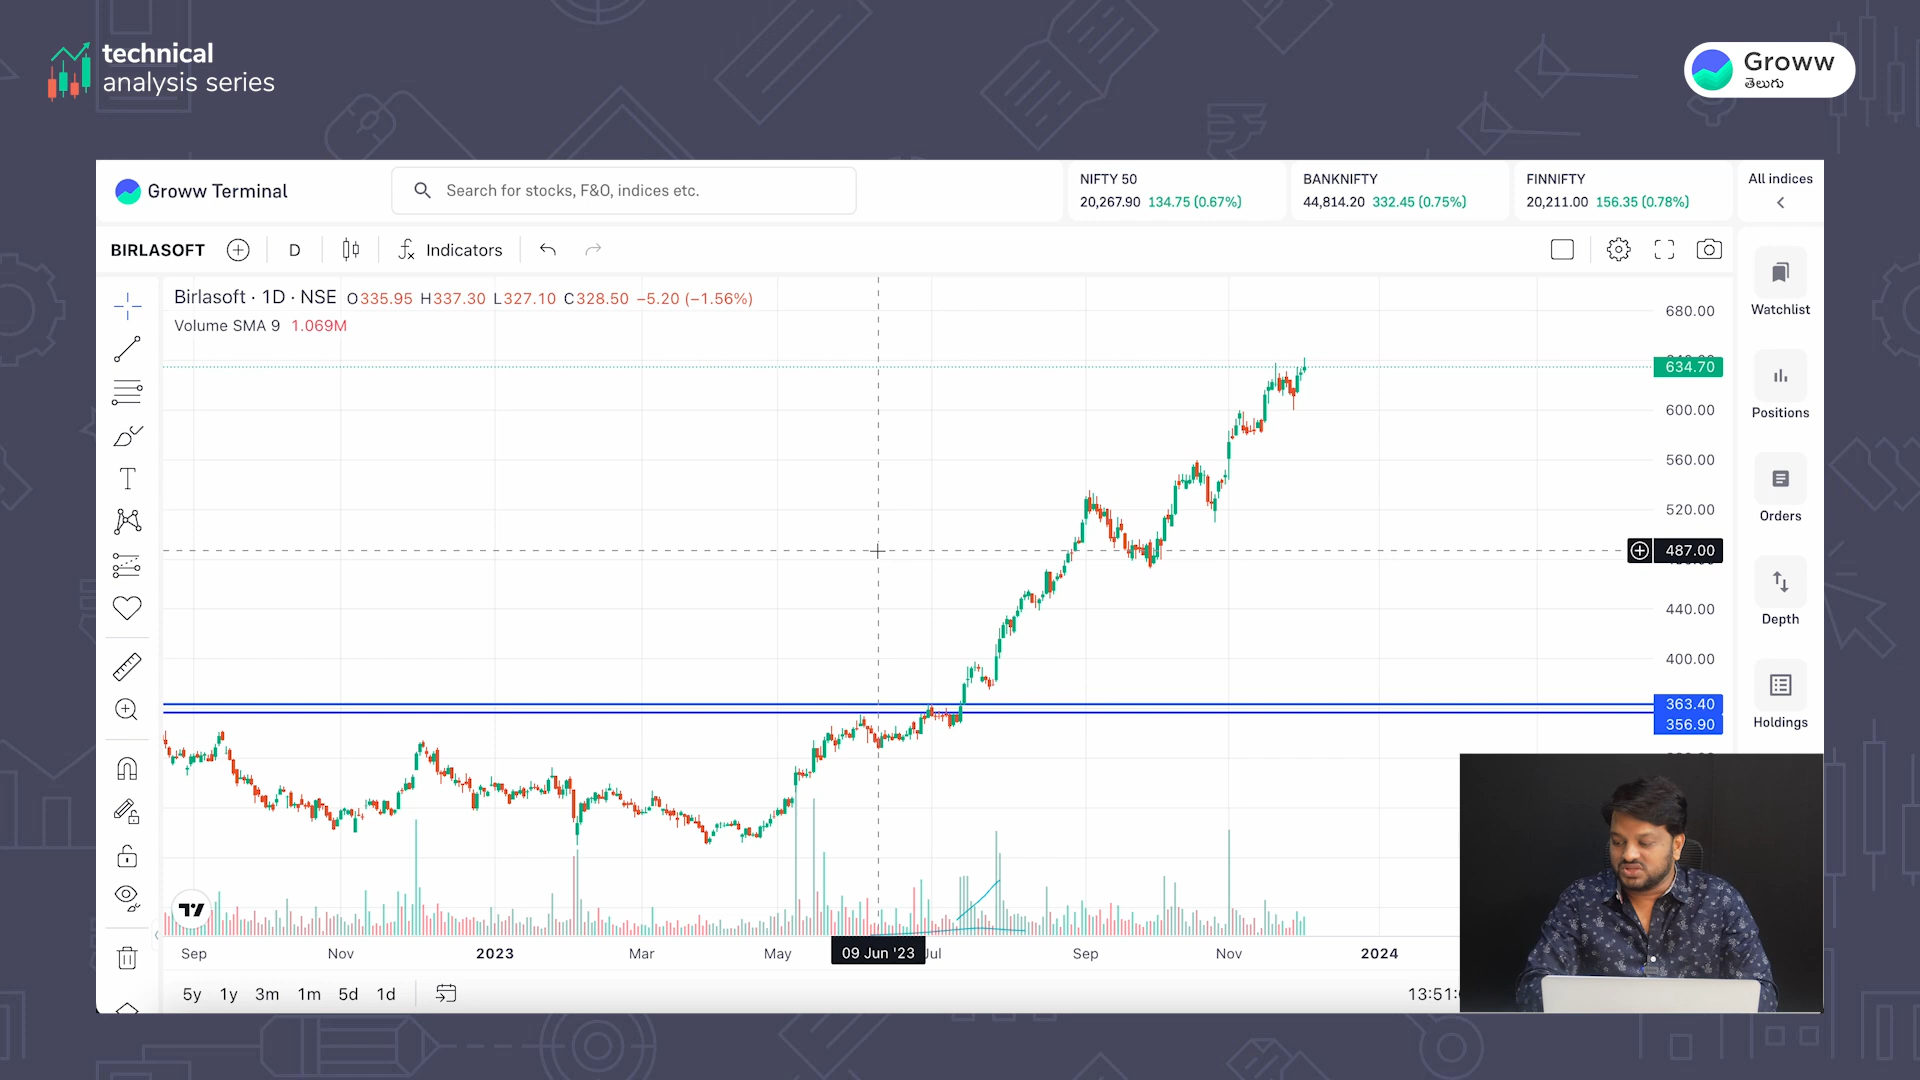 technical
analysis series
Groww
తెలుగు
Groww Terminal
Search for stocks, F&O, indices etc.
NIFTY 50
20,267.90 134.75 (0.67%)
BANKNIFTY
44,814.20 332.45 (0.75%)
FINNIFTY
20,211.00 156.35 (0.78%)
All indices
BIRLASOFT
D
Indicators
Birlasoft · 1D · NSE O335.95 H337.30 L327.10 C328.50 −5.20 (−1.56%)
Volume SMA 9 1.069M
680.00
634.70
600.00
560.00
520.00
487.00
440.00
400.00
363.40
356.90
Watchlist
Positions
Orders
Depth
Holdings
Sep Nov 2023 Mar May 09 Jun '23 Jul Sep Nov 2024
5y 1y 3m 1m 5d 1d
13:51: